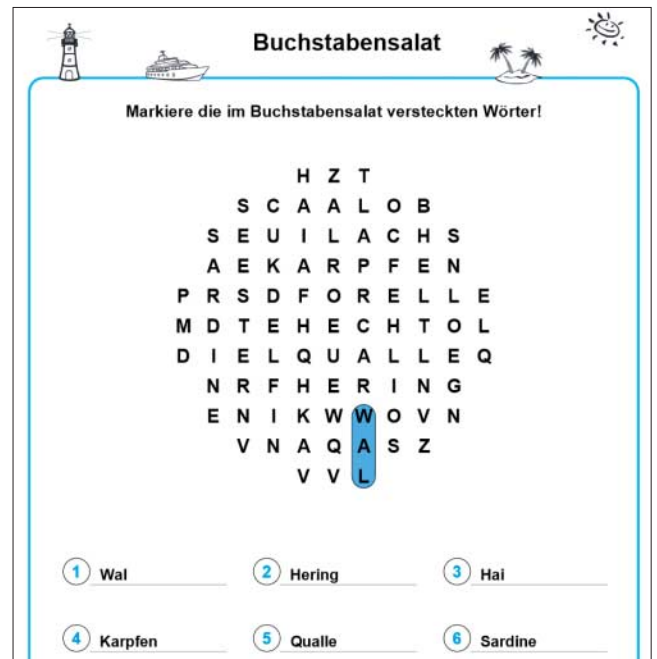 Buchstabensalat
Markiere die im Buchstabensalat versteckten Wörter!
H Z T
S C A A L O B
S E U I L A C H S
A E K A R P F E N
P R S D F O R E L L E
M D T E H E C H T O L
D I E L Q U A L L E Q
N R F H E R I N G
E N I K W W O V N
V N A Q A S Z
V V L
1 Wal 2 Hering 3 Hai
4 Karpfen 5 Qualle 6 Sardine